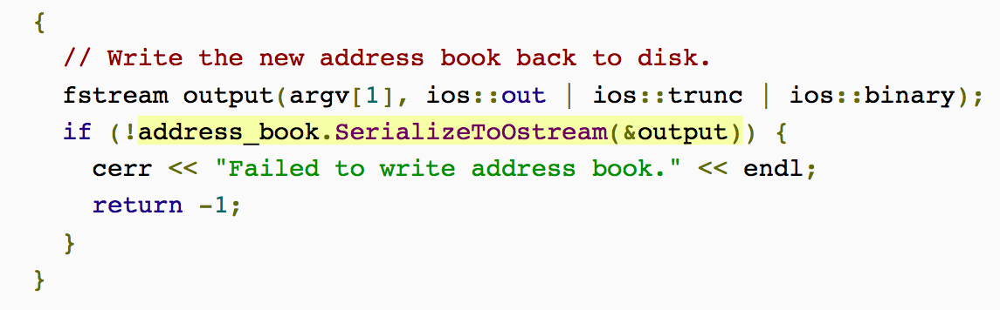 {
  // Write the new address book back to disk.
  fstream output(argv[1], ios::out | ios::trunc | ios::binary);
  if (!address_book.SerializeToOstream(&output)) {
    cerr << "Failed to write address book." << endl;
    return -1;
  }
}